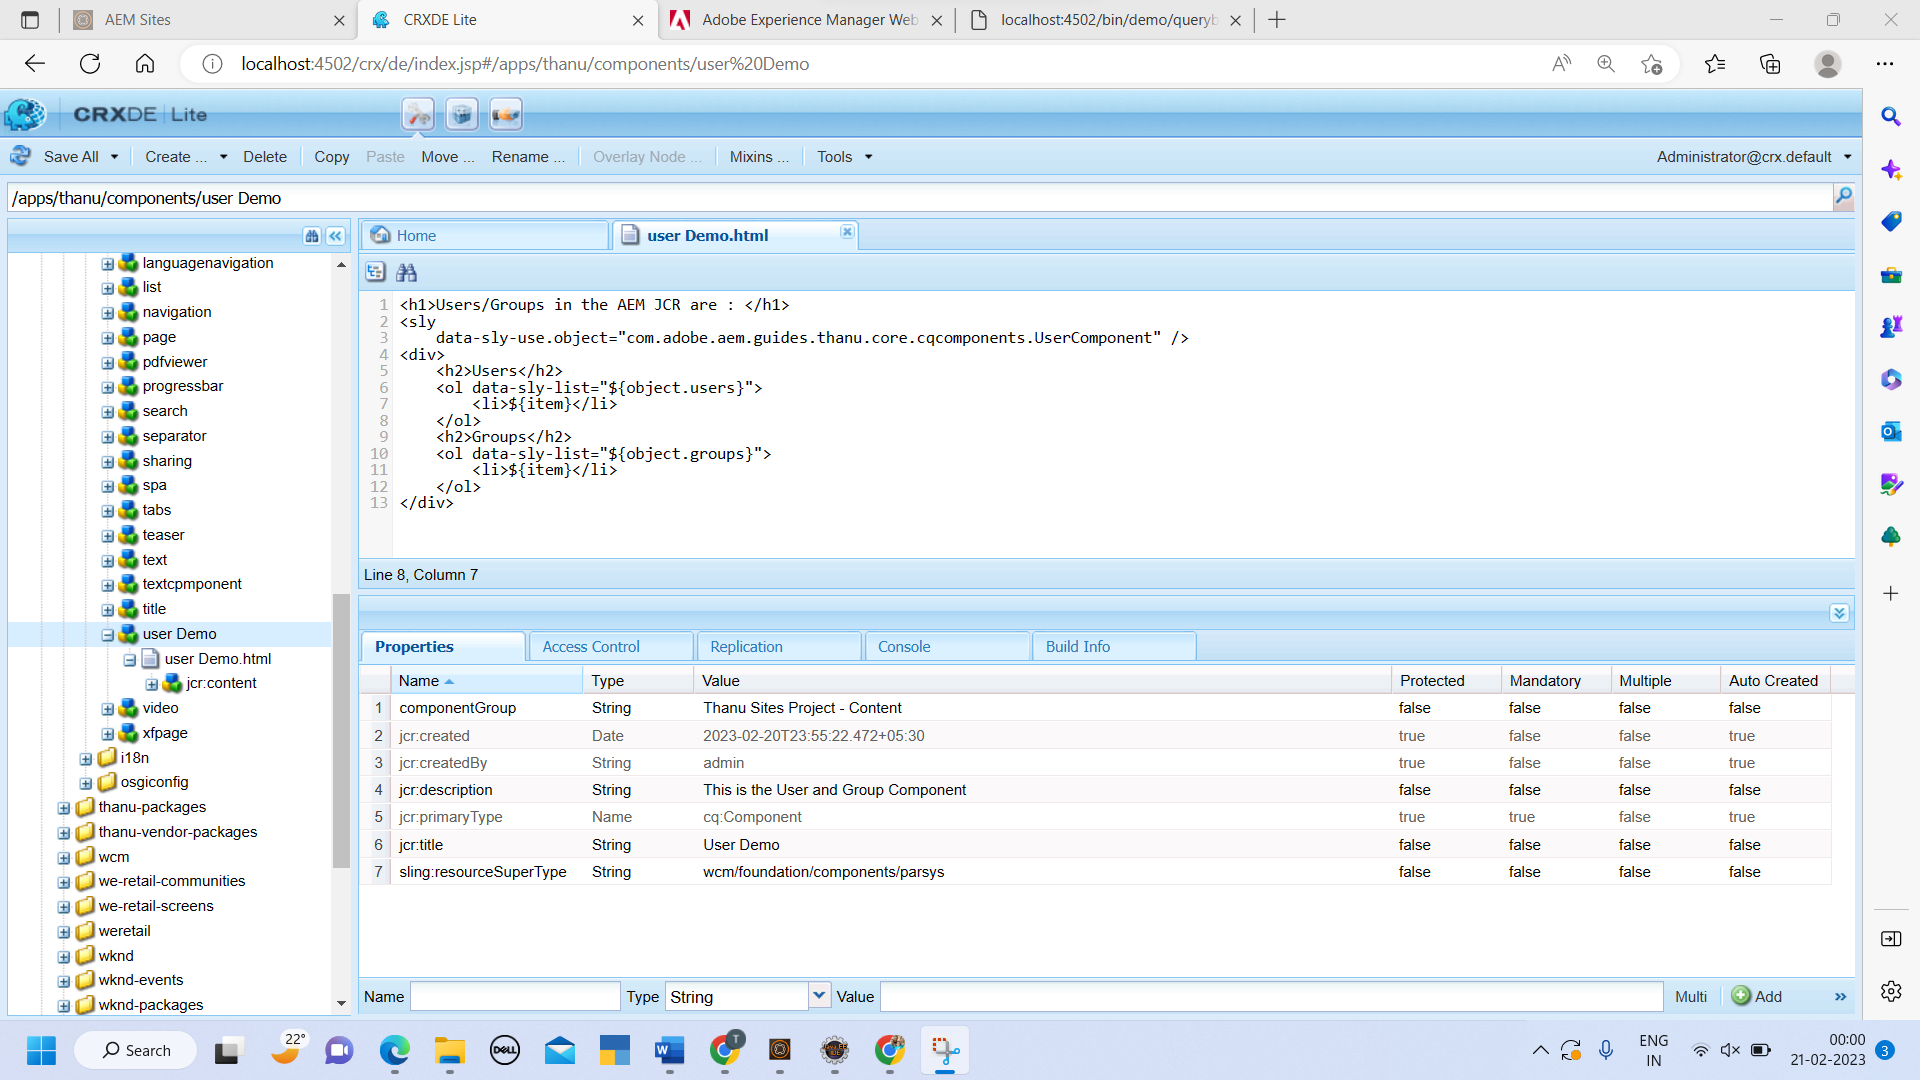 AEM Sites
CRXDE Lite
Adobe Experience Manager Web
localhost:4502/bin/demo/queryb
localhost:4502/crx/de/index.jsp#/apps/thanu/components/user%20Demo
CRXDE | Lite
Save All
Create ...
Delete
Copy
Paste
Move ...
Rename ...
Overlay Node ...
Mixins ...
Tools
Administrator@crx.default
/apps/thanu/components/user Demo
languagenavigation
list
navigation
page
pdfviewer
progressbar
search
separator
sharing
spa
tabs
teaser
text
textcpmponent
title
user Demo
user Demo.html
jcr:content
video
xfpage
i18n
osgiconfig
thanu-packages
thanu-vendor-packages
wcm
we-retail-communities
we-retail-screens
weretail
wknd
wknd-events
wknd-packages
Home
user Demo.html
1 <h1>Users/Groups in the AEM JCR are : </h1>
2 <sly
3     data-sly-use.object="com.adobe.aem.guides.thanu.core.cqcomponents.UserComponent" />
4 <div>
5     <h2>Users</h2>
6     <ol data-sly-list="${object.users}">
7         <li>${item}</li>
8     </ol>
9     <h2>Groups</h2>
10     <ol data-sly-list="${object.groups}">
11         <li>${item}</li>
12     </ol>
13 </div>
Line 8, Column 7
Properties
Access Control
Replication
Console
Build Info
Name Type Value Protected Mandatory Multiple Auto Created
1 componentGroup String Thanu Sites Project - Content false false false false
2 jcr:created Date 2023-02-20T23:55:22.472+05:30 true false false true
3 jcr:createdBy String admin true false false true
4 jcr:description String This is the User and Group Component false false false false
5 jcr:primaryType Name cq:Component true true false true
6 jcr:title String User Demo false false false false
7 sling:resourceSuperType String wcm/foundation/components/parsys false false false false
Name Type String Value Multi Add
Search
22°
DELL
T
ENG
IN
00:00
21-02-2023
3